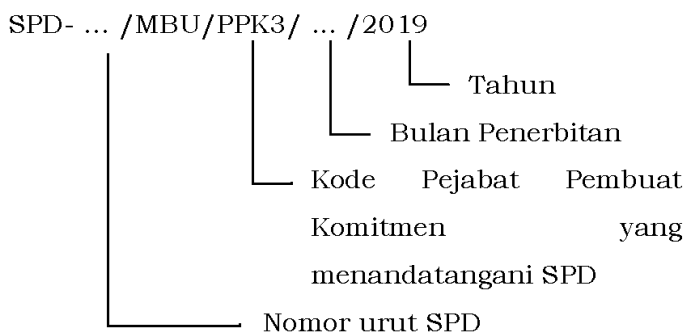 SPD- ... /MBU/PPK3/ ... /2019
Tahun
Bulan Penerbitan
Kode Pejabat Pembuat
Komitmen yang
menandatangani SPD
Nomor urut SPD